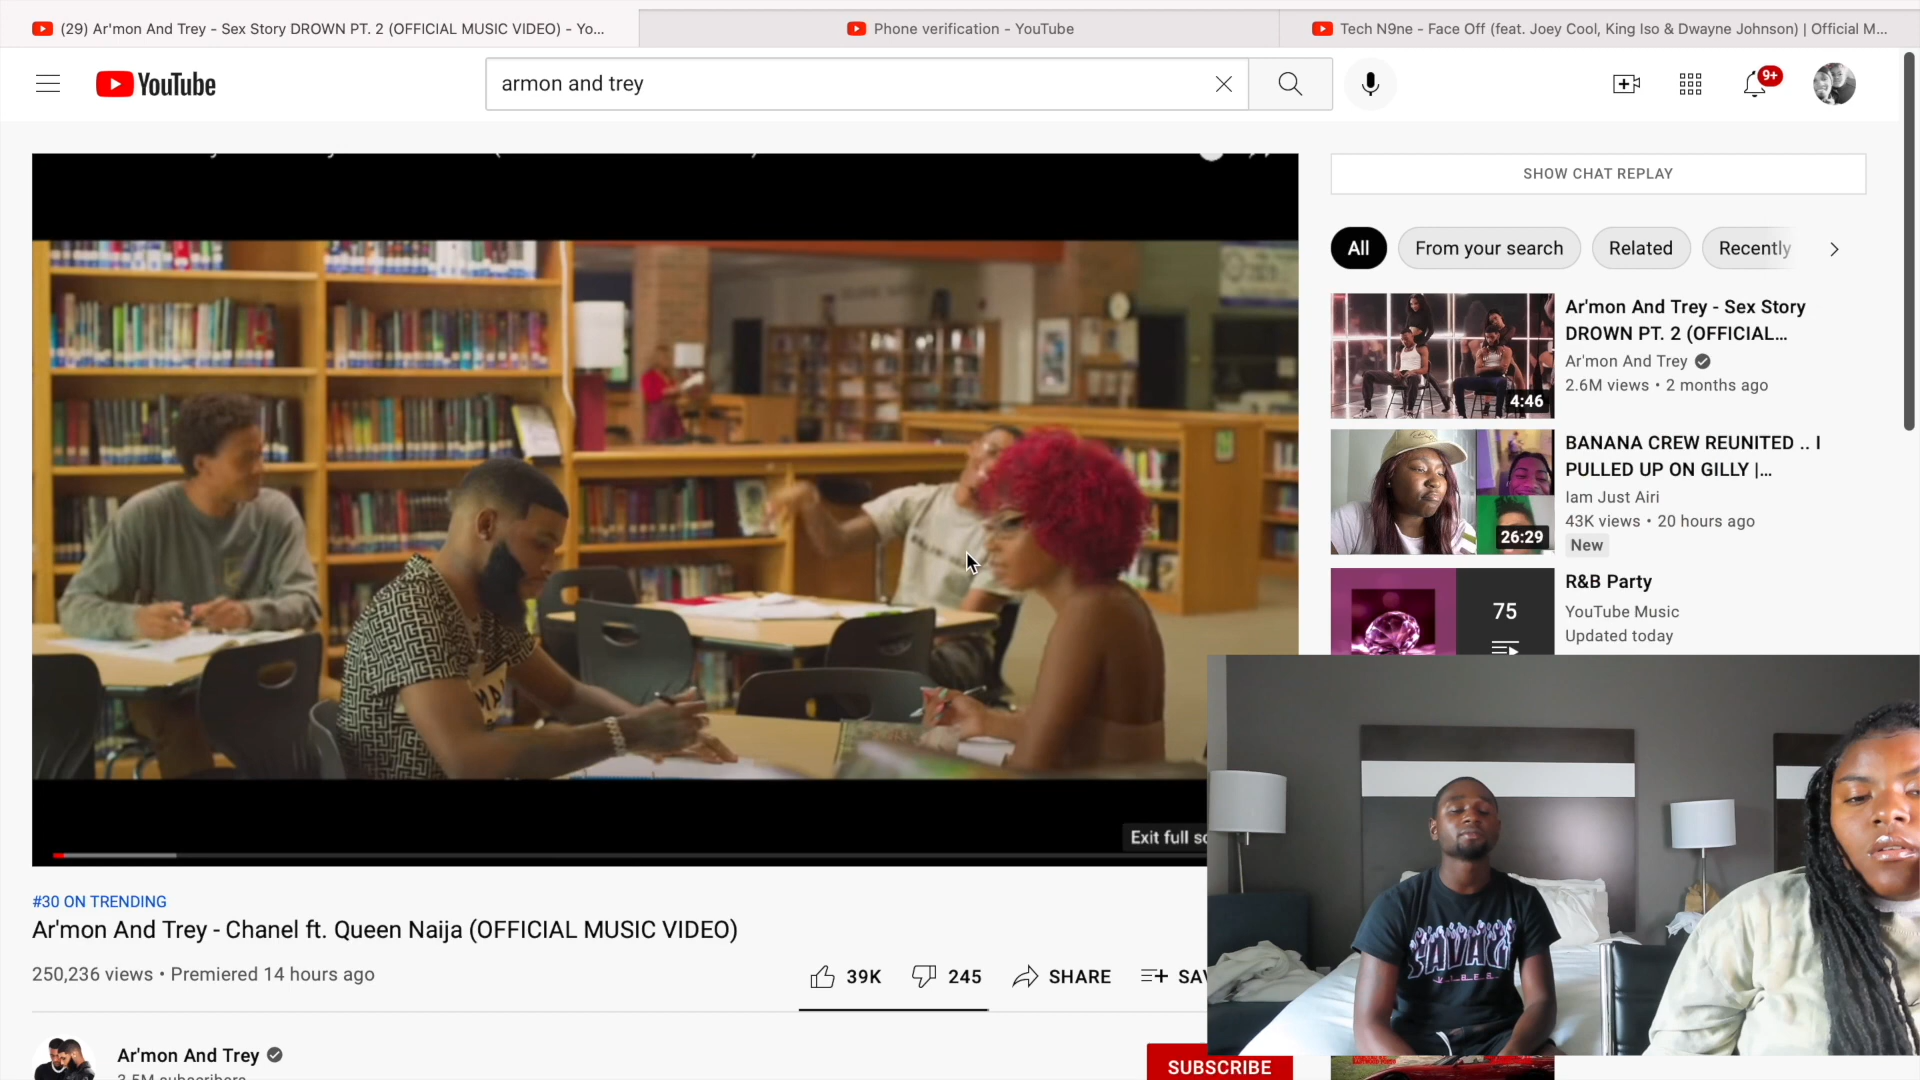 (29) Ar'mon And Trey - Sex Story DROWN PT. 2 (OFFICIAL MUSIC VIDEO) - Yo...
Phone verification - YouTube
Tech N9ne - Face Off (feat. Joey Cool, King Iso & Dwayne Johnson) | Official M...
YouTube
armon and trey
9+
SHOW CHAT REPLAY
All
From your search
Related
Recently
Ar'mon And Trey - Sex Story
DROWN PT. 2 (OFFICIAL...
Ar'mon And Trey
2.6M views • 2 months ago
4:46
BANANA CREW REUNITED .. I
PULLED UP ON GILLY |...
Iam Just Airi
43K views • 20 hours ago
New
26:29
R&B Party
YouTube Music
Updated today
75
Exit full
#30 ON TRENDING
Ar'mon And Trey - Chanel ft. Queen Naija (OFFICIAL MUSIC VIDEO)
250,236 views • Premiered 14 hours ago
39K
245
SHARE
SAV
Ar'mon And Trey
3.5M subscribers
SUBSCRIBE
SAVAGE
VIBES